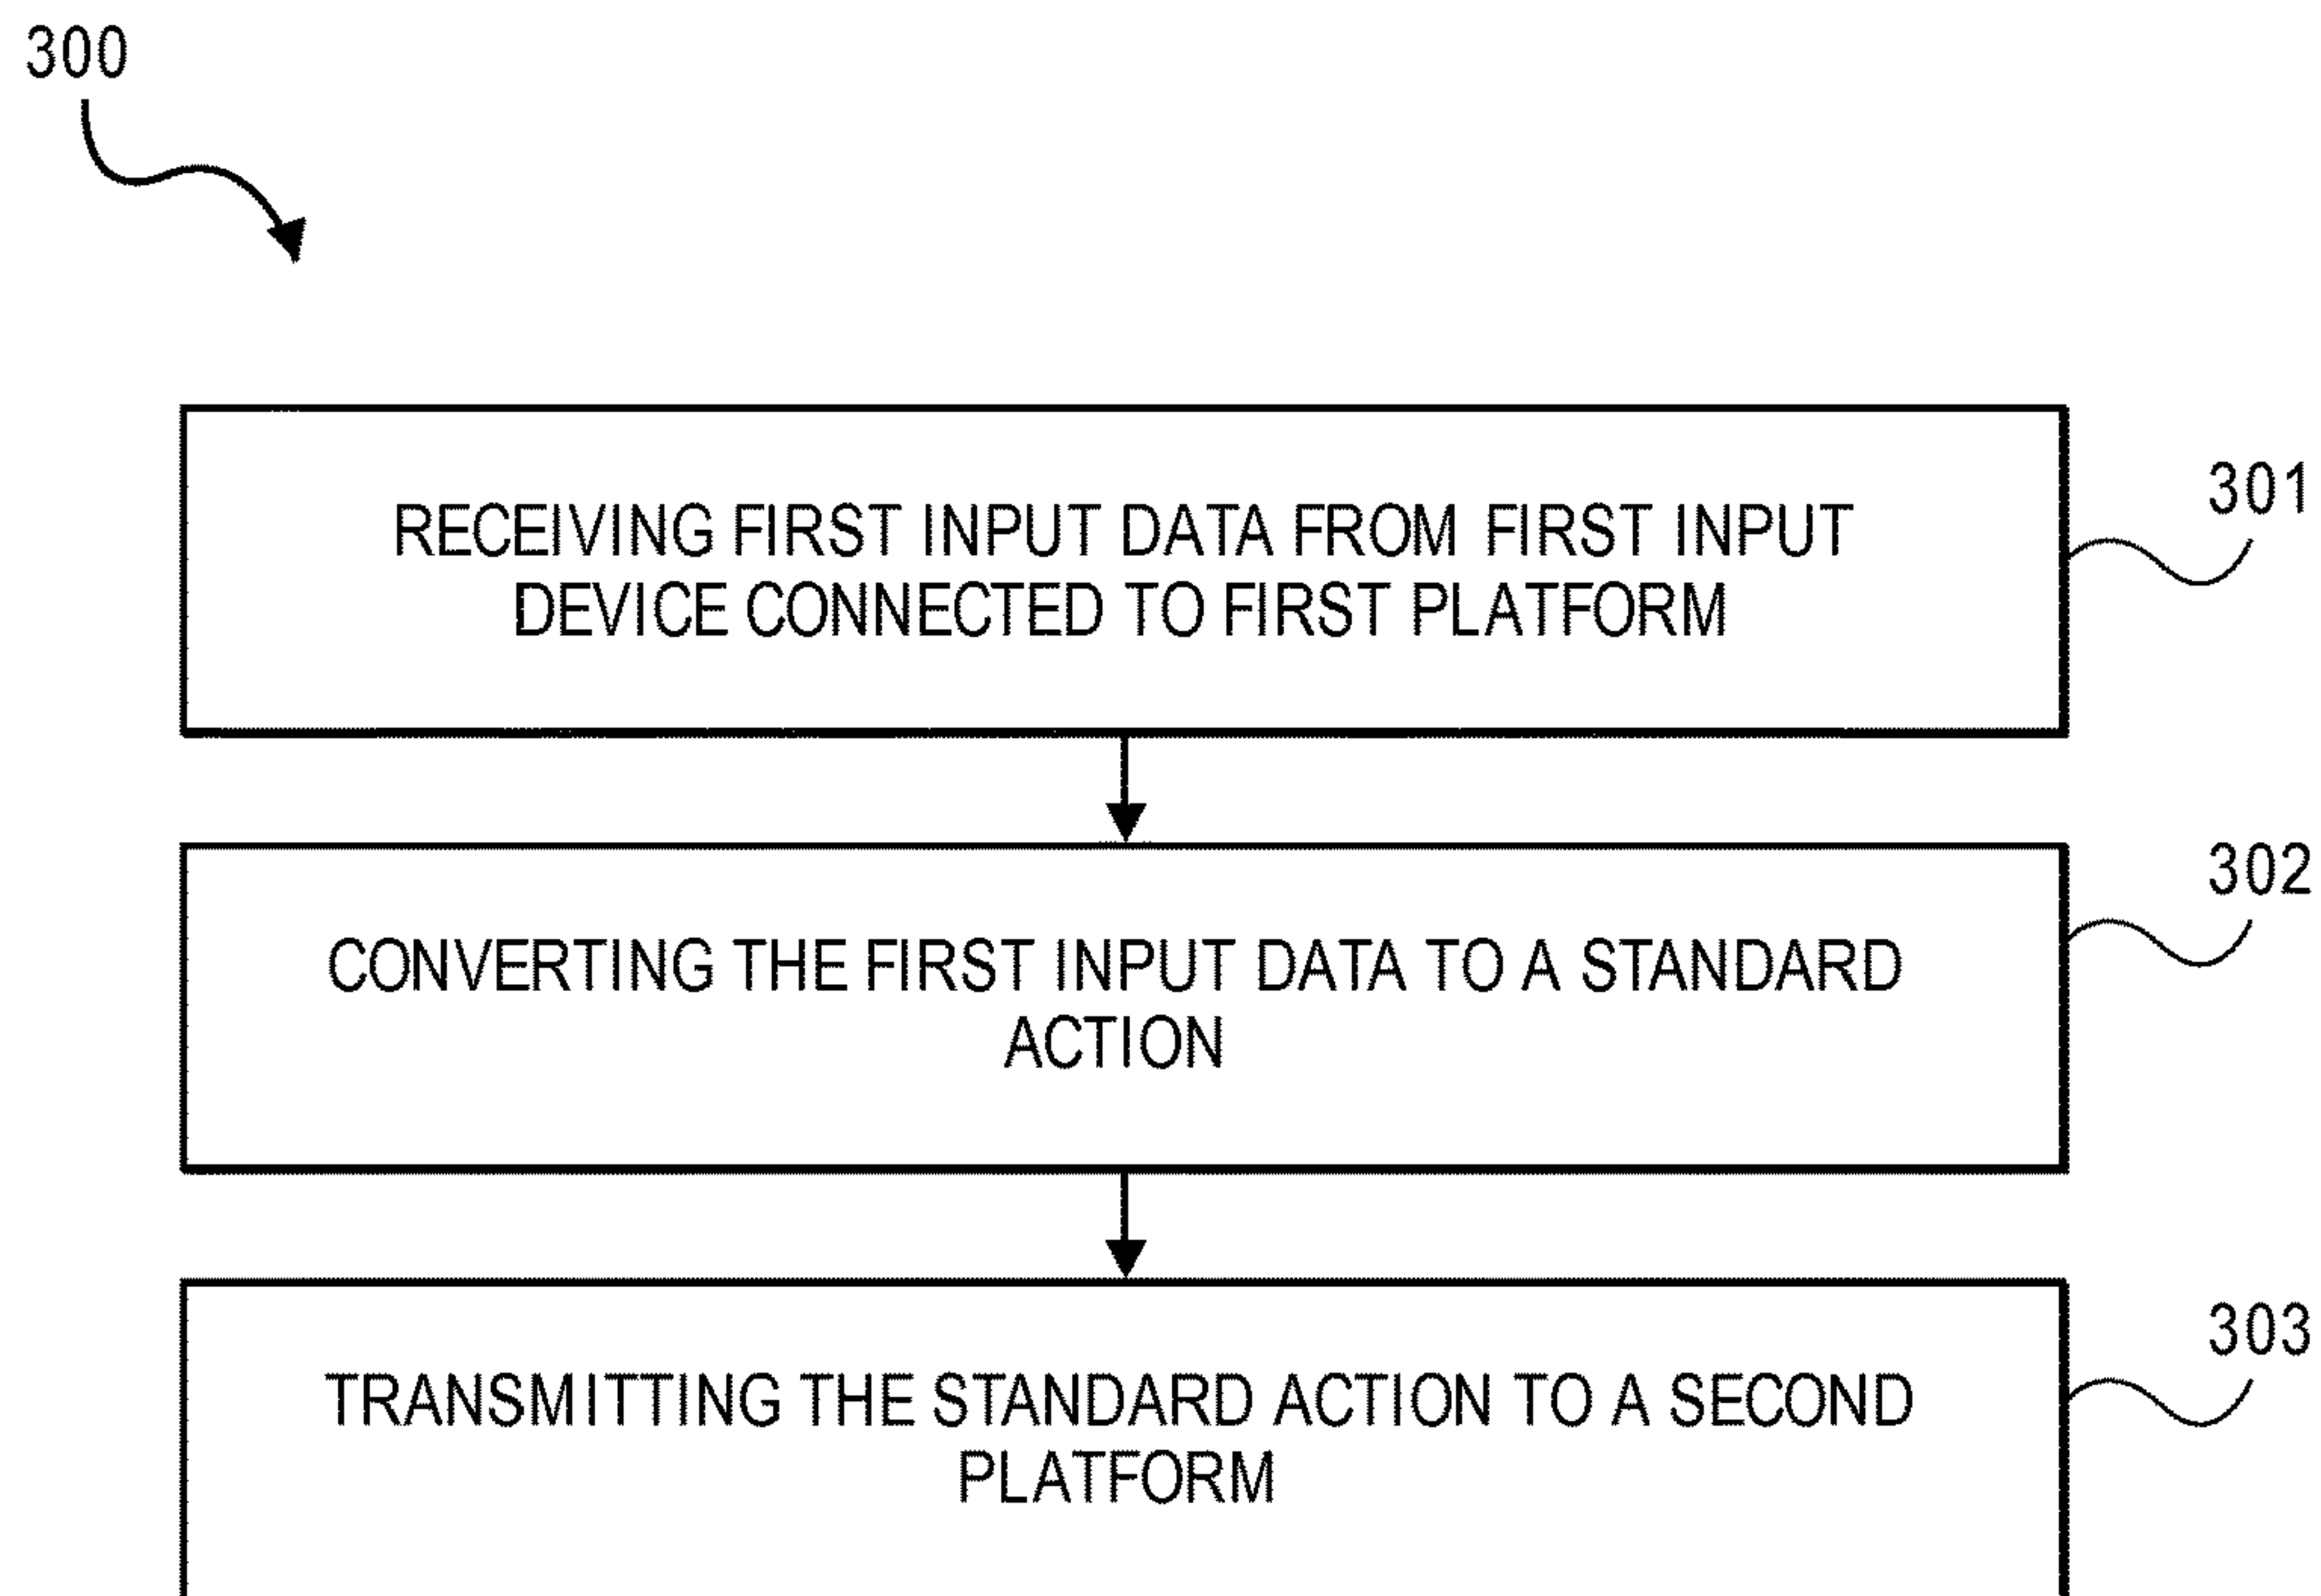 300
RECEIVING FIRST INPUT DATA FROM FIRST INPUT
DEVICE CONNECTED TO FIRST PLATFORM
301
CONVERTING THE FIRST INPUT DATA TO A STANDARD
ACTION
302
TRANSMITTING THE STANDARD ACTION TO A SECOND
PLATFORM
303